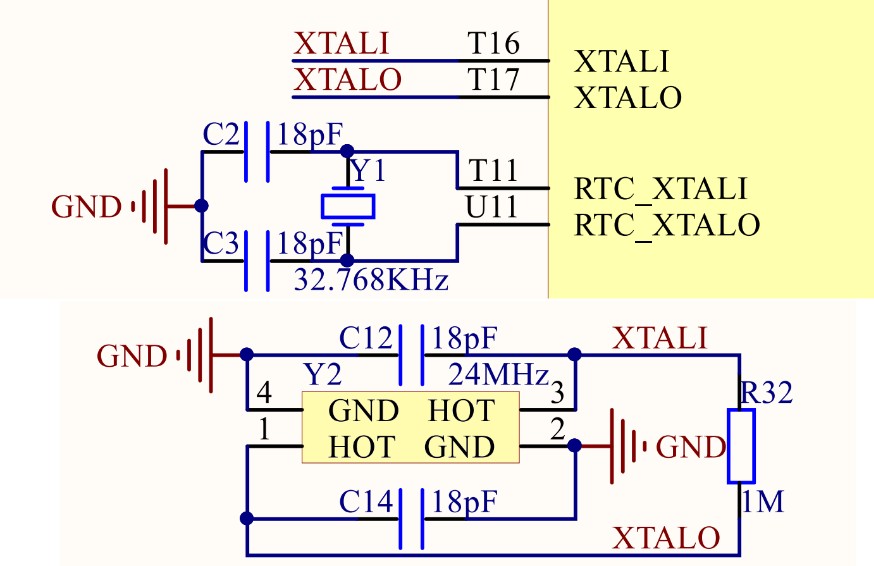 XTALI T16 XTALI
XTALO T17 XTALO
C2 18pF
Y1 T11 RTC_XTALI
GND U11 RTC_XTALO
C3 18pF
32.768KHz
C12 18pF XTALI
GND
Y2 24MHz
4 GND HOT 3 R32
1 HOT GND 2 GND
C14 18pF 1M
XTALO